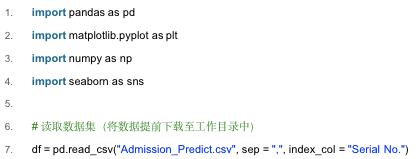 1. import pandas as pd
2. import matplotlib.pyplot as plt
3. import numpy as np
4. import seaborn as sns
5.
6. # 读取数据集（将数据提前下载至工作目录中）
7. df = pd.read_csv("Admission_Predict.csv", sep = ",", index_col = "Serial No.")